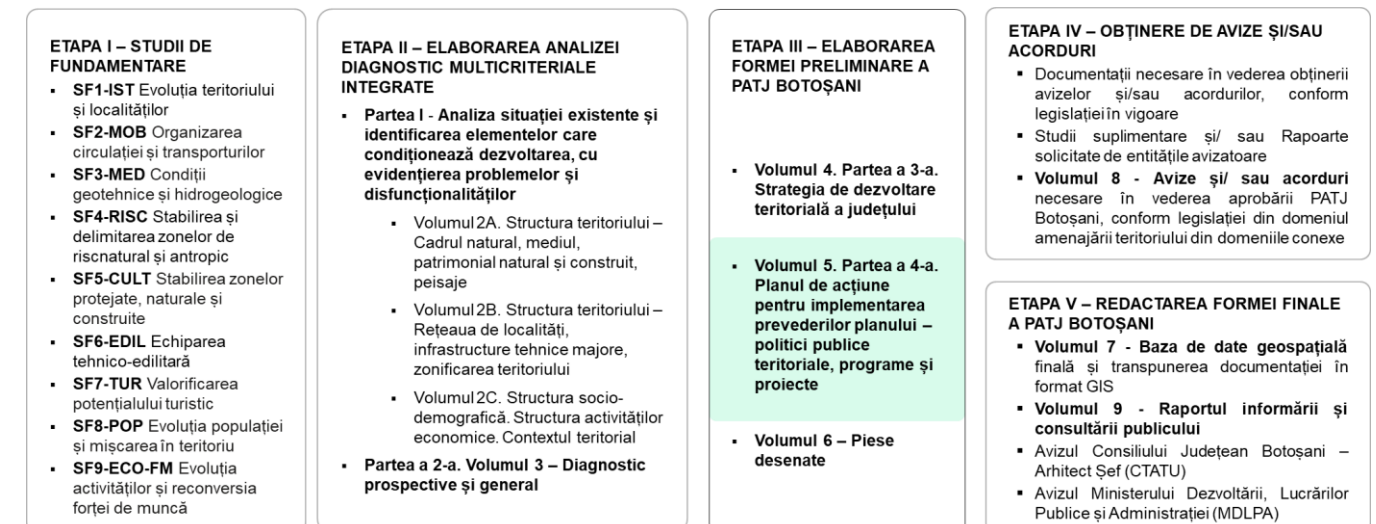 ETAPA I – STUDII DE
FUNDAMENTARE
▪ SF1-IST Evoluția teritoriului
și localităților
▪ SF2-MOB Organizarea
circulației și transporturilor
▪ SF3-MED Condiții
geotehnice și hidrogeologice
▪ SF4-RISC Stabilirea și
delimitarea zonelor de
riscnatural și antropic
▪ SF5-CULT Stabilirea zonelor
protejate, naturale și
construite
▪ SF6-EDIL Echiparea
tehnico-edilitară
▪ SF7-TUR Valorificarea
potențialului turistic
▪ SF8-POP Evoluția populației
și mișcarea în teritoriu
▪ SF9-ECO-FM Evoluția
activităților și reconversia
forței de muncă
ETAPA II – ELABORAREA ANALIZEI
DIAGNOSTIC MULTICRITERIALE
INTEGRATE
▪ Partea I - Analiza situației existente și
identificarea elementelor care
condiționează dezvoltarea, cu
evidențierea problemelor și
disfuncționalităților
▪ Volumul 2A. Structura teritoriului –
Cadrul natural, mediul,
patrimonial natural și construit,
peisaje
▪ Volumul 2B. Structura teritoriului –
Rețeaua de localități,
infrastructure tehnice majore,
zonificarea teritoriului
▪ Volumul 2C. Structura socio-
demografică. Structura activităților
economice. Contextul teritorial
▪ Partea a 2-a. Volumul 3 – Diagnostic
prospective și general
ETAPA III – ELABORAREA
FORMEI PRELIMINARE A
PATJ BOTOȘANI
▪ Volumul 4. Partea a 3-a.
Strategia de dezvoltare
teritorială a județului
▪ Volumul 5. Partea a 4-a.
Planul de acțiune
pentru implementarea
prevederilor planului –
politici publice
teritoriale, programe și
proiecte
▪ Volumul 6 – Piese
desenate
ETAPA IV – OBȚINERE DE AVIZE ȘI/SAU
ACORDURI
▪ Documentații necesare în vederea obținerii
avizelor și/sau acordurilor, conform
legislației în vigoare
▪ Studii suplimentare și/ sau Rapoarte
solicitate de entitățile avizatoare
▪ Volumul 8 - Avize și/ sau acorduri
necesare în vederea aprobării PATJ
Botoșani, conform legislației din domeniul
amenajării teritoriului din domeniile conexe
ETAPA V – REDACTAREA FORMEI FINALE
A PATJ BOTOȘANI
▪ Volumul 7 - Baza de date geospațială
finală și transpunerea documentației în
format GIS
▪ Volumul 9 - Raportul informării și
consultării publicului
▪ Avizul Consiliului Județean Botoșani –
Arhitect Șef (CTATU)
▪ Avizul Ministerului Dezvoltării, Lucrărilor
Publice și Administrației (MDLPA)